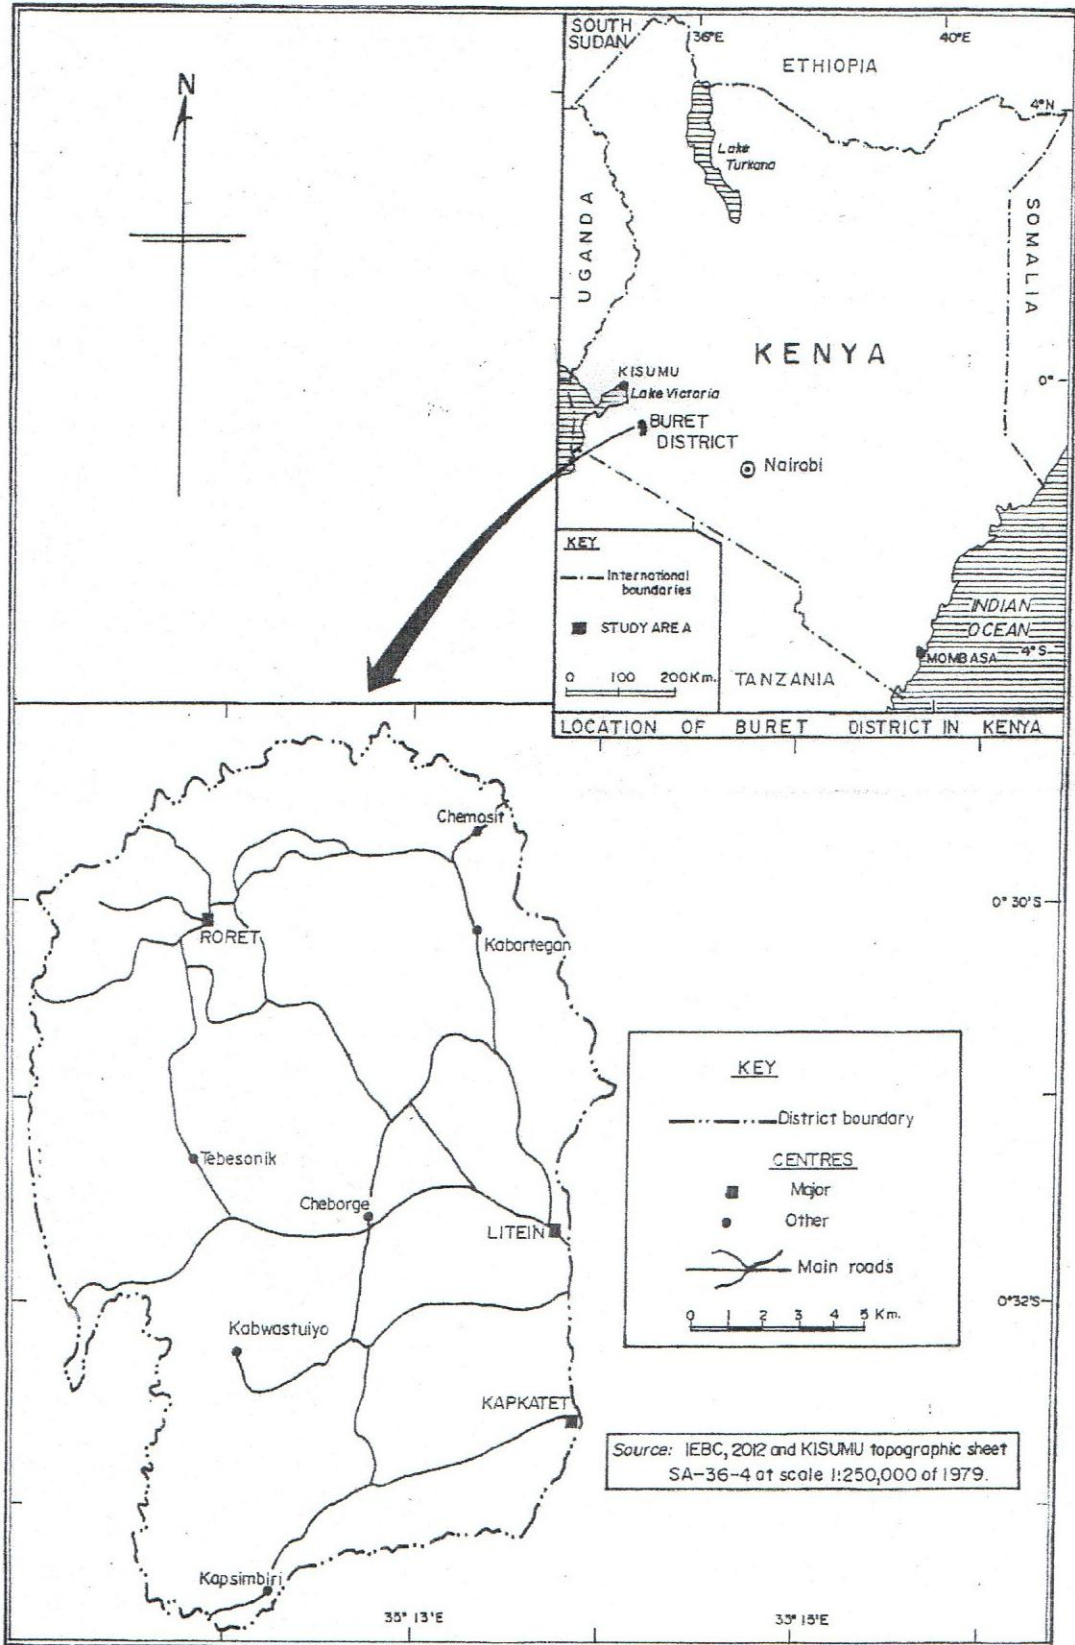 N
SOUTH
SUDAN
36°E
40°E
ETHIOPIA
4°N
Lake
Turkana
UGANDA
SOMALIA
KENYA
KISUMU
0°
Lake Victoria
BURET
DISTRICT
Nairobi
KEY
International
boundaries
STUDY AREA
0 100 200Km.
INDIAN
OCEAN
MOMBASA
4°S
TANZANIA
LOCATION OF BURET DISTRICT IN KENYA
Chemosit
0° 30'S
RORET
Kabartegan
KEY
District boundary
CENTRES
Major
Other
Main roads
0 1 2 3 4 5 Km.
Tebesonik
Cheborge
LITEIN
0°32'S
Kabwastuiyo
KAPKATET
Source: IEBC, 2012 and KISUMU topographic sheet
SA-36-4 at scale 1:250,000 of 1979.
Kapsimbiri
35° 13'E
35° 15'E